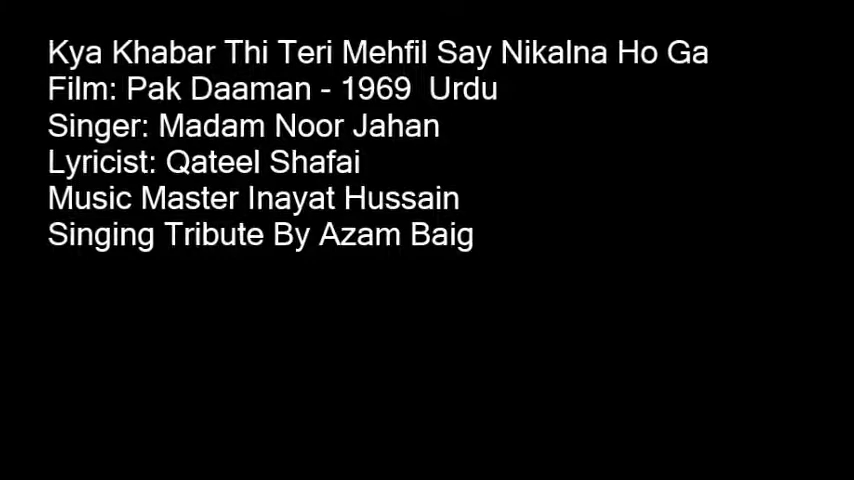 Kya Khabar Thi Teri Mehfil Say Nikalna Ho Ga
Film: Pak Daaman - 1969  Urdu
Singer: Madam Noor Jahan
Lyricist: Qateel Shafai
Music Master Inayat Hussain
Singing Tribute By Azam Baig